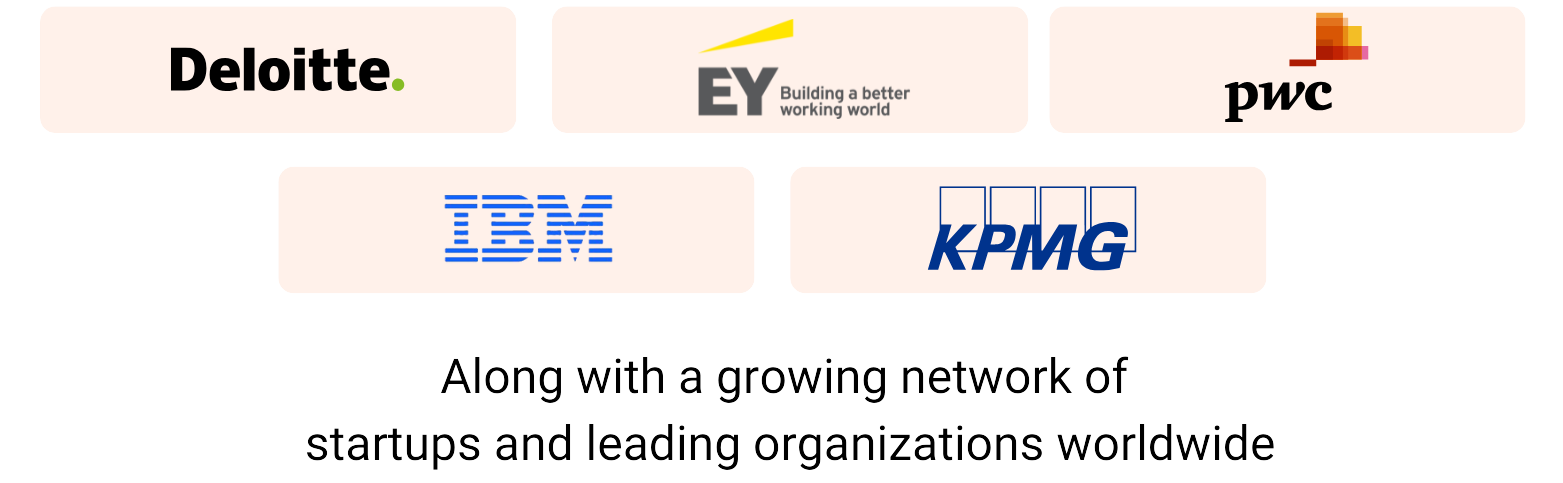 Deloitte.
EY Building a better
working world
pwc
IBM
KPMG
Along with a growing network of
startups and leading organizations worldwide